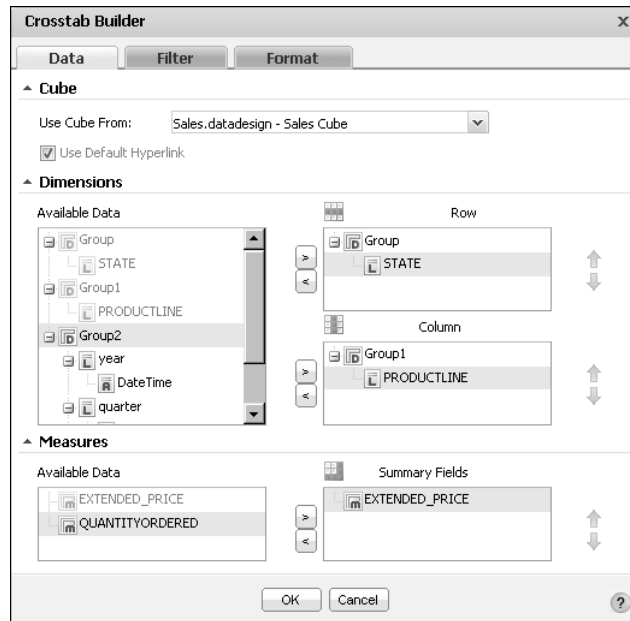 Crosstab Builder x
Data Filter Format
Cube
Use Cube From: Sales.datadesign - Sales Cube
Use Default Hyperlink
Dimensions
Available Data
Group
STATE
Group1
PRODUCTLINE
Group2
year
DateTime
quarter
>
<
Row
Group
STATE
>
<
Column
Group1
PRODUCTLINE
Measures
Available Data
EXTENDED_PRICE
QUANTITYORDERED
>
<
Summary Fields
EXTENDED_PRICE
OK Cancel ?